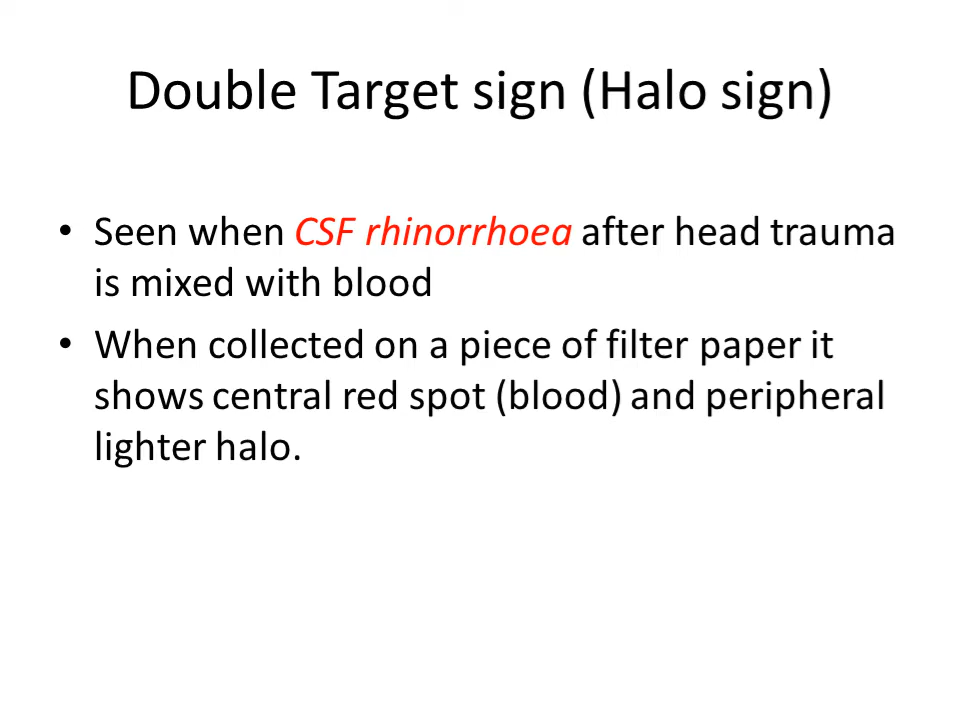 Double Target sign (Halo sign)
• Seen when CSF rhinorrhoea after head trauma
is mixed with blood
• When collected on a piece of filter paper it
shows central red spot (blood) and peripheral
lighter halo.